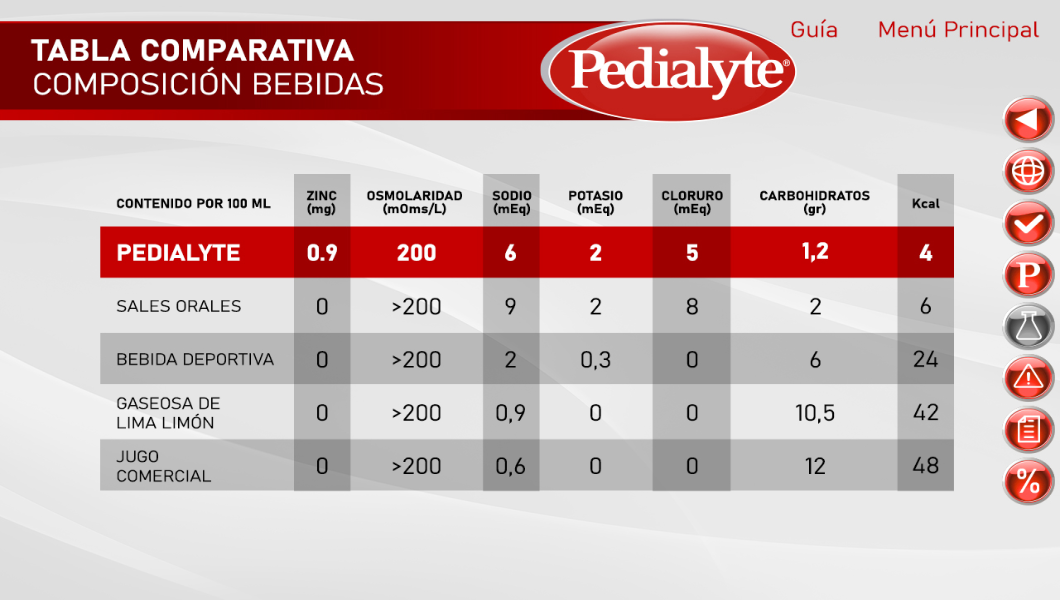 Guía Menú Principal
TABLA COMPARATIVA
COMPOSICIÓN BEBIDAS
Pedialyte®
CONTENIDO POR 100 ML ZINC (mg) OSMOLARIDAD (mOms/L) SODIO (mEq) POTASIO (mEq) CLORURO (mEq) CARBOHIDRATOS (gr) Kcal
PEDIALYTE 0.9 200 6 2 5 1,2 4
SALES ORALES 0 >200 9 2 8 2 6
BEBIDA DEPORTIVA 0 >200 2 0,3 0 6 24
GASEOSA DE
LIMA LIMÓN 0 >200 0,9 0 0 10,5 42
JUGO
COMERCIAL 0 >200 0,6 0 0 12 48
P
%